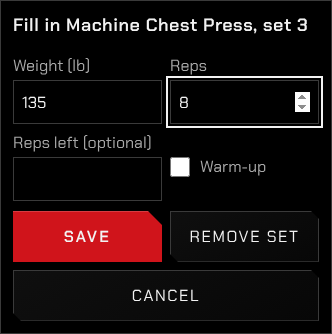 Fill in Machine Chest Press, set 3
Weight (lb) Reps
135 8
Reps left (optional)
Warm-up
SAVE REMOVE SET
CANCEL